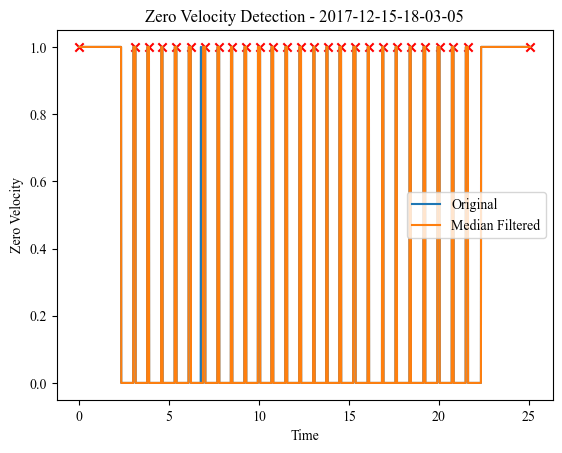 Zero Velocity Detection - 2017-12-15-18-03-05
1.0
0.8
0.6
0.4
0.2
0.0
Zero Velocity
Original
Median Filtered
0 5 10 15 20 25
Time